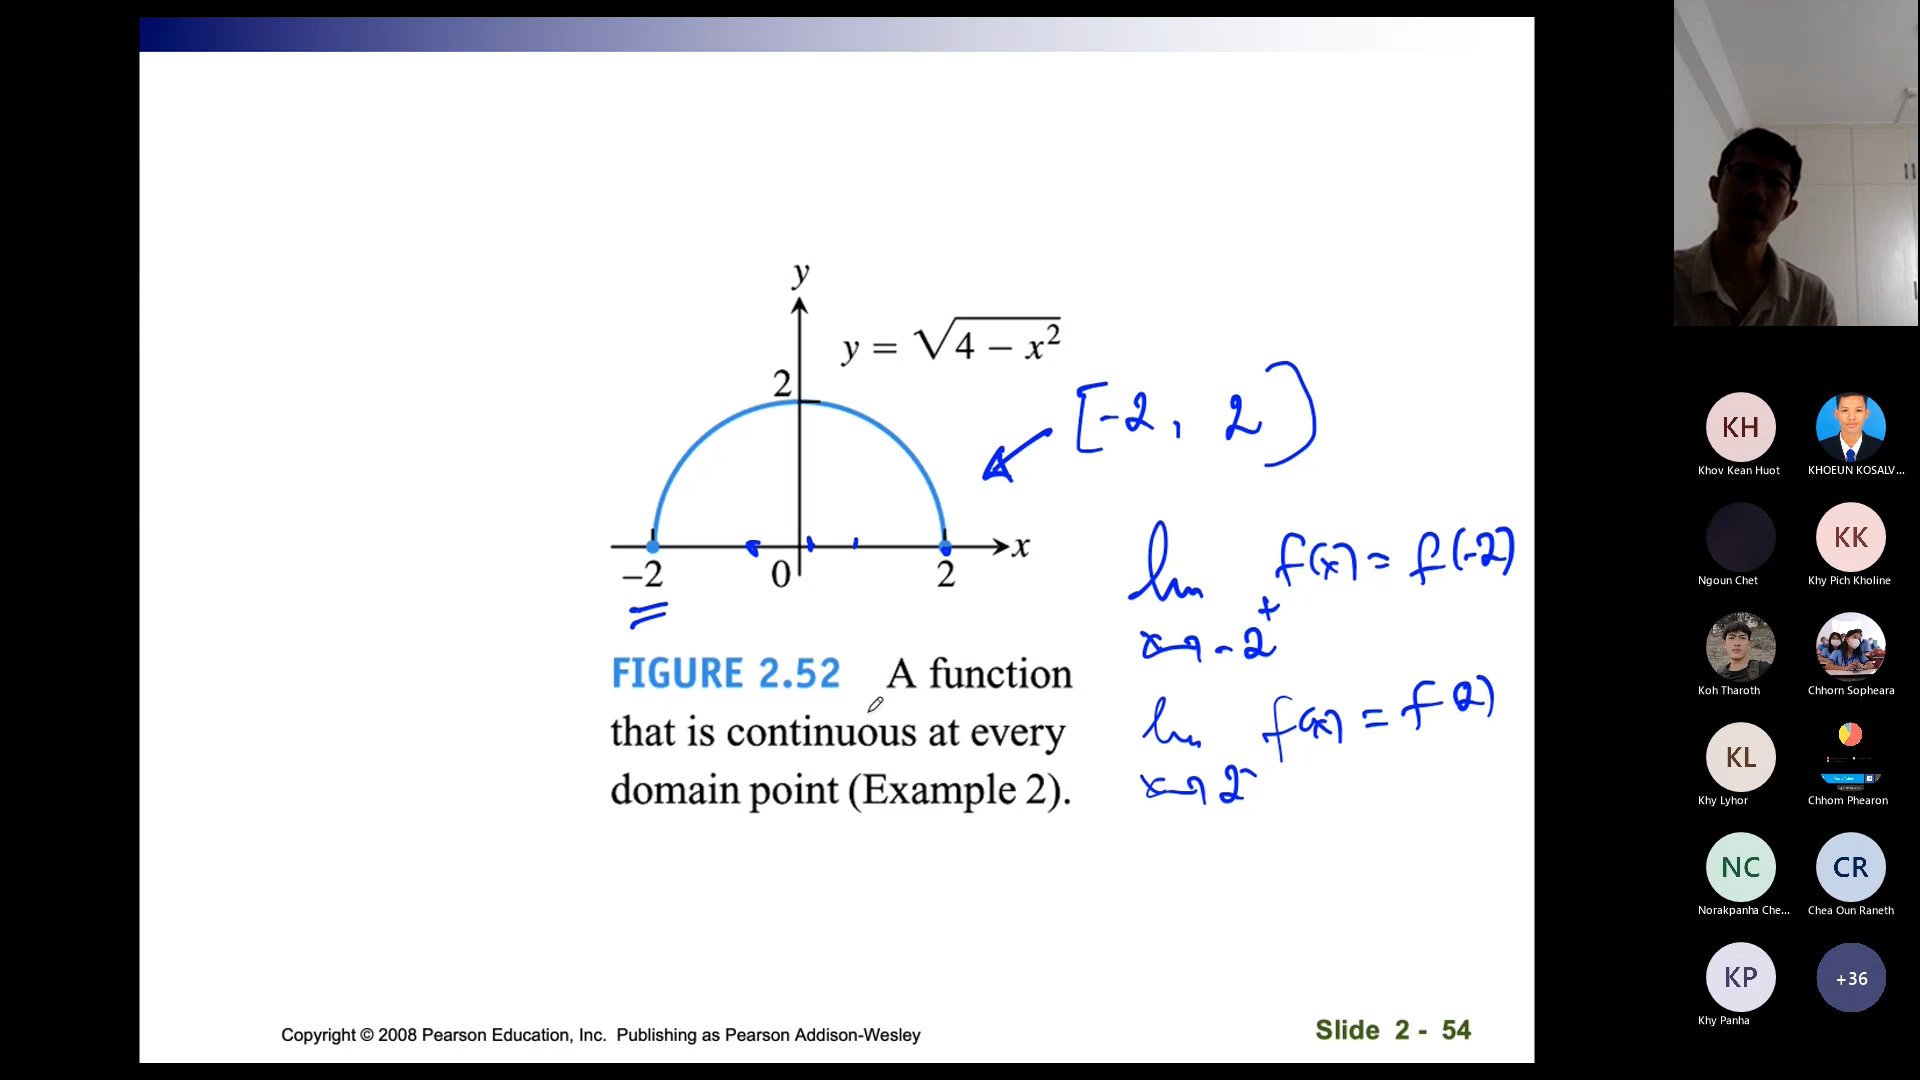 y
y = √4 − x²
2
[-2, 2)
x
−2
0
2
lim f(x) = f(-2)
x→-2⁺
FIGURE 2.52 A function
that is continuous at every
domain point (Example 2).
lim f(x) = f(2)
x→2⁻
Copyright © 2008 Pearson Education, Inc. Publishing as Pearson Addison-Wesley
Slide 2 - 54
KH
Khov Kean Huot
KHOEUN KOSALV...
Ngoun Chet
KK
Khy Pich Kholine
Koh Tharoth
Chhorn Sopheara
KL
Khy Lyhor
Chhom Phearon
NC
Norakpanha Che...
CR
Chea Oun Raneth
KP
Khy Panha
+36